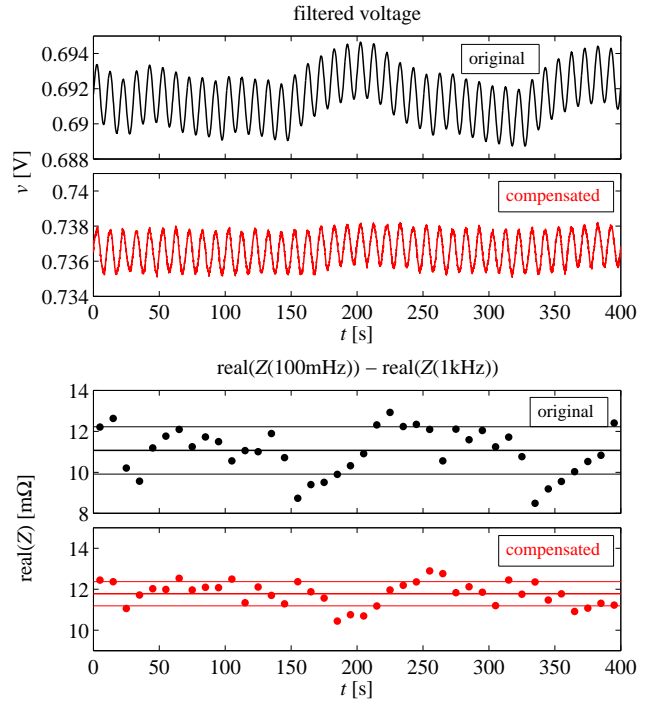 filtered voltage
0.694
0.692
0.69
0.688
original
v [V]
0.74
0.738
0.736
0.734
compensated
0 50 100 150 200 250 300 350 400
t [s]
real(Z(100mHz)) – real(Z(1kHz))
14
12
10
8
original
real(Z) [mΩ]
14
12
10
compensated
0 50 100 150 200 250 300 350 400
t [s]